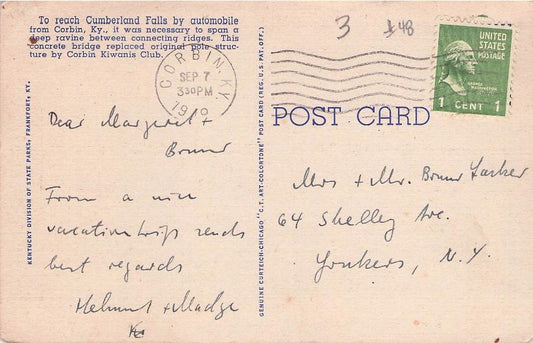 To reach Cumberland Falls by automobile
from Corbin, Ky., it was necessary to span a
deep ravine between connecting ridges. This
concrete bridge replaced original pole struc-
ture by Corbin Kiwanis Club.
KENTUCKY DIVISION OF STATE PARKS, FRANKFORT, KY.
CORBIN, KY.
SEP 7
3 30 PM
3
$48
UNITED
STATES
POSTAGE
GEORGE
WASHINGTON
1 CENT 1
POST CARD
GENUINE CURTEICH-CHICAGO "C.T. ART-COLORTONE" POST CARD (REG. U.S. PAT. OFF.)
Dear Margaret +
Bruno
From a nice
vacation trip sends
best regards
Helmut + Madge
Mrs + Mr. Bruno
64 Shelley Ave.
Yonkers, N.Y.